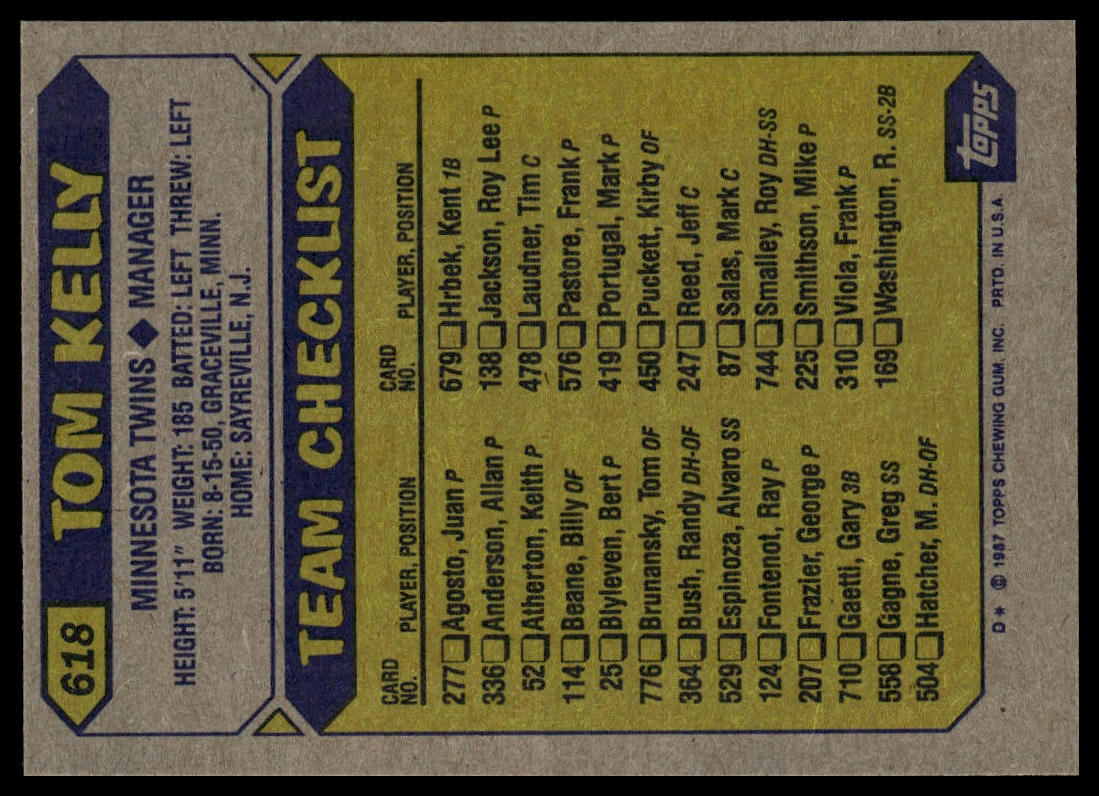 618 TOM KELLY
MINNESOTA TWINS ◆ MANAGER
HEIGHT: 5'11" WEIGHT: 185 BATTED: LEFT THREW: LEFT
BORN: 8-15-50, GRACEVILLE, MINN.
HOME: SAYREVILLE, N.J.
TEAM CHECKLIST
CARD
NO. PLAYER, POSITION
277 Agosto, Juan P
336 Anderson, Allan P
52 Atherton, Keith P
114 Beane, Billy OF
25 Blyleven, Bert P
776 Brunansky, Tom OF
364 Bush, Randy DH-OF
529 Espinoza, Alvaro SS
124 Fontenot, Ray P
207 Frazier, George P
710 Gaetti, Gary 3B
558 Gagne, Greg SS
504 Hatcher, M. DH-OF
CARD
NO. PLAYER, POSITION
679 Hrbek, Kent 1B
138 Jackson, Roy Lee P
478 Laudner, Tim C
576 Pastore, Frank P
419 Portugal, Mark P
450 Puckett, Kirby OF
247 Reed, Jeff C
87 Salas, Mark C
744 Smalley, Roy DH-SS
225 Smithson, Mike P
310 Viola, Frank P
169 Washington, R. SS-2B
topps
D* © 1987 TOPPS CHEWING GUM, INC. PRTD. IN U.S.A.